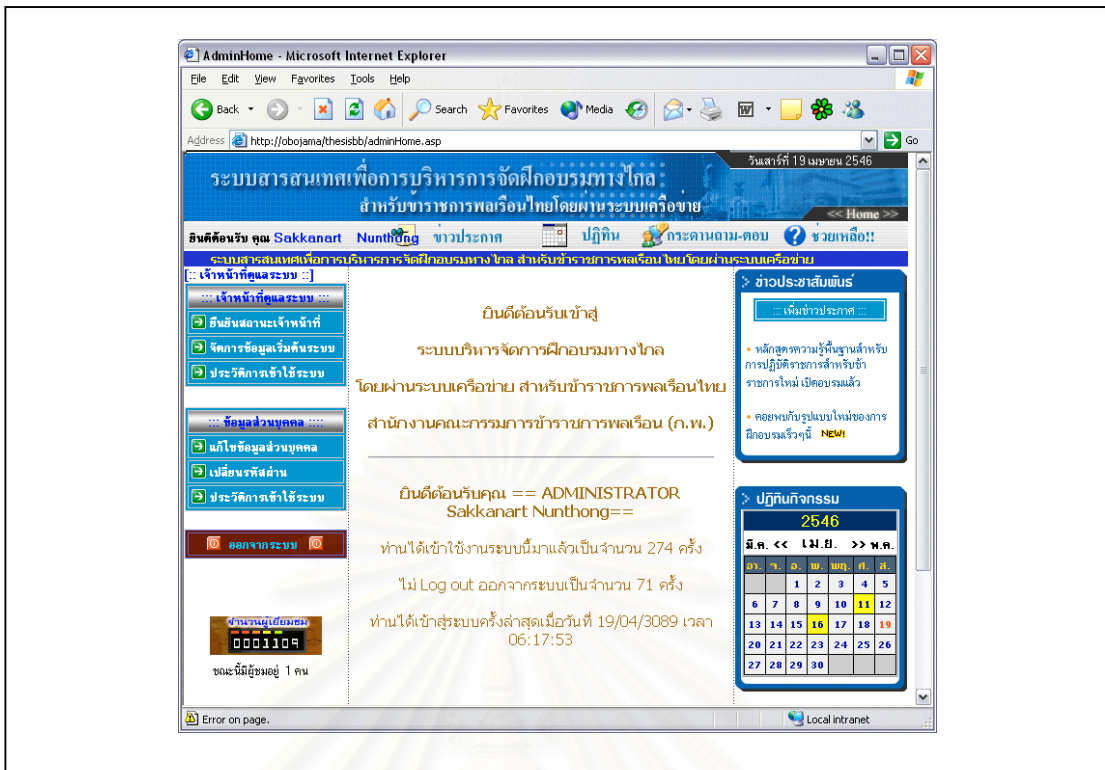 AdminHome - Microsoft Internet Explorer
File Edit View Favorites Tools Help
Back Search Favorites Media
Address http://obojama/thesisbb/adminHome.asp Go
วันเสาร์ที่ 19 เมษายน 2546
ระบบสารสนเทศเพื่อการบริหารการจัดฝึกอบรมทางไกล
สำหรับข้าราชการพลเรือนไทยโดยผ่านระบบเครือข่าย
<< Home >>
ยินดีต้อนรับ คุณ Sakkanart Nunthong ข่าวประกาศ ปฏิทิน กระดานถาม-ตอบ ช่วยเหลือ!!
ระบบสารสนเทศเพื่อการบริหารการจัดฝึกอบรมทางไกล สำหรับข้าราชการพลเรือนไทยโดยผ่านระบบเครือข่าย
[:: เจ้าหน้าที่ดูแลระบบ ::]
::: เจ้าหน้าที่ดูแลระบบ :::
ยืนยันสถานะเจ้าหน้าที่
จัดการข้อมูลเริ่มต้นระบบ
ประวัติการเข้าใช้ระบบ
::: ข้อมูลส่วนบุคคล ::::
แก้ไขข้อมูลส่วนบุคคล
เปลี่ยนรหัสผ่าน
ประวัติการเข้าใช้ระบบ
ออกจากระบบ
จำนวนผู้เยี่ยมชม
0001109
ขณะนี้มีผู้ชมอยู่ 1 คน
ยินดีต้อนรับเข้าสู่
ระบบบริหารจัดการฝึกอบรมทางไกล
โดยผ่านระบบเครือข่าย สำหรับข้าราชการพลเรือนไทย
สำนักงานคณะกรรมการข้าราชการพลเรือน (ก.พ.)
ยินดีต้อนรับคุณ == ADMINISTRATOR
Sakkanart Nunthong==
ท่านได้เข้าใช้งานระบบนี้มาแล้วเป็นจำนวน 274 ครั้ง
ไม่ Log out ออกจากระบบเป็นจำนวน 71 ครั้ง
ท่านได้เข้าสู่ระบบครั้งล่าสุดเมื่อวันที่ 19/04/3089 เวลา
06:17:53
ข่าวประชาสัมพันธ์
::: เพิ่มข่าวประกาศ :::
หลักสูตรความรู้พื้นฐานสำหรับ
การปฏิบัติราชการสำหรับข้า
ราชการใหม่ เปิดอบรมแล้ว
คอยพบกับรูปแบบใหม่ของการ
ฝึกอบรมเร็วๆนี้ NEW!
ปฏิทินกิจกรรม
2546
มี.ค. << เม.ย. >> พ.ค.
อา. จ. อ. พ. พฤ. ศ. ส.
1 2 3 4 5
6 7 8 9 10 11 12
13 14 15 16 17 18 19
20 21 22 23 24 25 26
27 28 29 30
Error on page. Local intranet